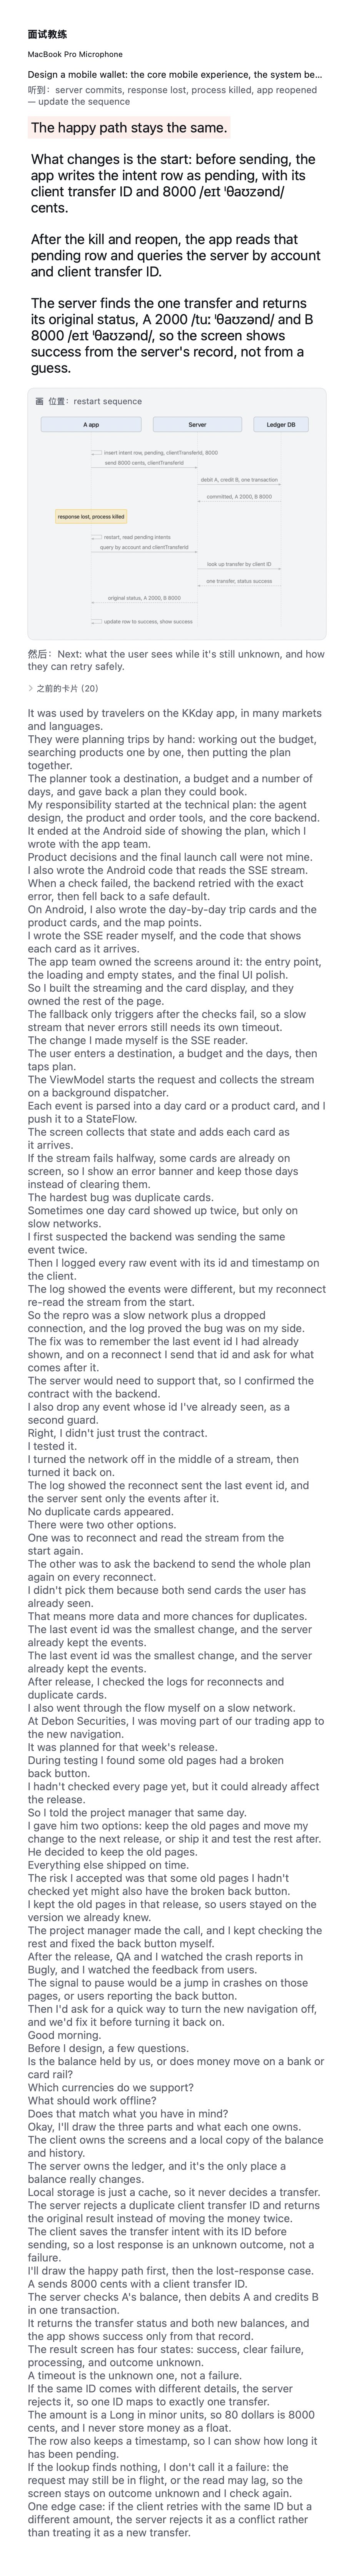 面试教练
MacBook Pro Microphone
Design a mobile wallet: the core mobile experience, the system be...
听到：server commits, response lost, process killed, app reopened
— update the sequence
The happy path stays the same.
What changes is the start: before sending, the
app writes the intent row as pending, with its
client transfer ID and 8000 /eɪt ˈθaʊzənd/
cents.
After the kill and reopen, the app reads that
pending row and queries the server by account
and client transfer ID.
The server finds the one transfer and returns
its original status, A 2000 /tuː ˈθaʊzənd/ and B
8000 /eɪt ˈθaʊzənd/, so the screen shows
success from the server's record, not from a
guess.
画 位置：restart sequence
A app
Server
Ledger DB
insert intent row, pending, clientTransferId, 8000
send 8000 cents, clientTransferId
debit A, credit B, one transaction
committed, A 2000, B 8000
response lost, process killed
restart, read pending intents
query by account and clientTransferId
look up transfer by client ID
one transfer, status success
original status, A 2000, B 8000
update row to success, show success
然后：Next: what the user sees while it's still unknown, and how
they can retry safely.
> 之前的卡片 (20)
It was used by travelers on the KKday app, in many markets
and languages.
They were planning trips by hand: working out the budget,
searching products one by one, then putting the plan
together.
The planner took a destination, a budget and a number of
days, and gave back a plan they could book.
My responsibility started at the technical plan: the agent
design, the product and order tools, and the core backend.
It ended at the Android side of showing the plan, which I
wrote with the app team.
Product decisions and the final launch call were not mine.
I also wrote the Android code that reads the SSE stream.
When a check failed, the backend retried with the exact
error, then fell back to a safe default.
On Android, I also wrote the day-by-day trip cards and the
product cards, and the map points.
I wrote the SSE reader myself, and the code that shows
each card as it arrives.
The app team owned the screens around it: the entry point,
the loading and empty states, and the final UI polish.
So I built the streaming and the card display, and they
owned the rest of the page.
The fallback only triggers after the checks fail, so a slow
stream that never errors still needs its own timeout.
The change I made myself is the SSE reader.
The user enters a destination, a budget and the days, then
taps plan.
The ViewModel starts the request and collects the stream
on a background dispatcher.
Each event is parsed into a day card or a product card, and I
push it to a StateFlow.
The screen collects that state and adds each card as
it arrives.
If the stream fails halfway, some cards are already on
screen, so I show an error banner and keep those days
instead of clearing them.
The hardest bug was duplicate cards.
Sometimes one day card showed up twice, but only on
slow networks.
I first suspected the backend was sending the same
event twice.
Then I logged every raw event with its id and timestamp on
the client.
The log showed the events were different, but my reconnect
re-read the stream from the start.
So the repro was a slow network plus a dropped
connection, and the log proved the bug was on my side.
The fix was to remember the last event id I had already
shown, and on a reconnect I send that id and ask for what
comes after it.
The server would need to support that, so I confirmed the
contract with the backend.
I also drop any event whose id I've already seen, as a
second guard.
Right, I didn't just trust the contract.
I tested it.
I turned the network off in the middle of a stream, then
turned it back on.
The log showed the reconnect sent the last event id, and
the server sent only the events after it.
No duplicate cards appeared.
There were two other options.
One was to reconnect and read the stream from the
start again.
The other was to ask the backend to send the whole plan
again on every reconnect.
I didn't pick them because both send cards the user has
already seen.
That means more data and more chances for duplicates.
The last event id was the smallest change, and the server
already kept the events.
The last event id was the smallest change, and the server
already kept the events.
After release, I checked the logs for reconnects and
duplicate cards.
I also went through the flow myself on a slow network.
At Debon Securities, I was moving part of our trading app to
the new navigation.
It was planned for that week's release.
During testing I found some old pages had a broken
back button.
I hadn't checked every page yet, but it could already affect
the release.
So I told the project manager that same day.
I gave him two options: keep the old pages and move my
change to the next release, or ship it and test the rest after.
He decided to keep the old pages.
Everything else shipped on time.
The risk I accepted was that some old pages I hadn't
checked yet might also have the broken back button.
I kept the old pages in that release, so users stayed on the
version we already knew.
The project manager made the call, and I kept checking the
rest and fixed the back button myself.
After the release, QA and I watched the crash reports in
Bugly, and I watched the feedback from users.
The signal to pause would be a jump in crashes on those
pages, or users reporting the back button.
Then I'd ask for a quick way to turn the new navigation off,
and we'd fix it before turning it back on.
Good morning.
Before I design, a few questions.
Is the balance held by us, or does money move on a bank or
card rail?
Which currencies do we support?
What should work offline?
Does that match what you have in mind?
Okay, I'll draw the three parts and what each one owns.
The client owns the screens and a local copy of the balance
and history.
The server owns the ledger, and it's the only place a
balance really changes.
Local storage is just a cache, so it never decides a transfer.
The server rejects a duplicate client transfer ID and returns
the original result instead of moving the money twice.
The client saves the transfer intent with its ID before
sending, so a lost response is an unknown outcome, not a
failure.
I'll draw the happy path first, then the lost-response case.
A sends 8000 cents with a client transfer ID.
The server checks A's balance, then debits A and credits B
in one transaction.
It returns the transfer status and both new balances, and
the app shows success only from that record.
The result screen has four states: success, clear failure,
processing, and outcome unknown.
A timeout is the unknown one, not a failure.
If the same ID comes with different details, the server
rejects it, so one ID maps to exactly one transfer.
The amount is a Long in minor units, so 80 dollars is 8000
cents, and I never store money as a float.
The row also keeps a timestamp, so I can show how long it
has been pending.
If the lookup finds nothing, I don't call it a failure: the
request may still be in flight, or the read may lag, so the
screen stays on outcome unknown and I check again.
One edge case: if the client retries with the same ID but a
different amount, the server rejects it as a conflict rather
than treating it as a new transfer.